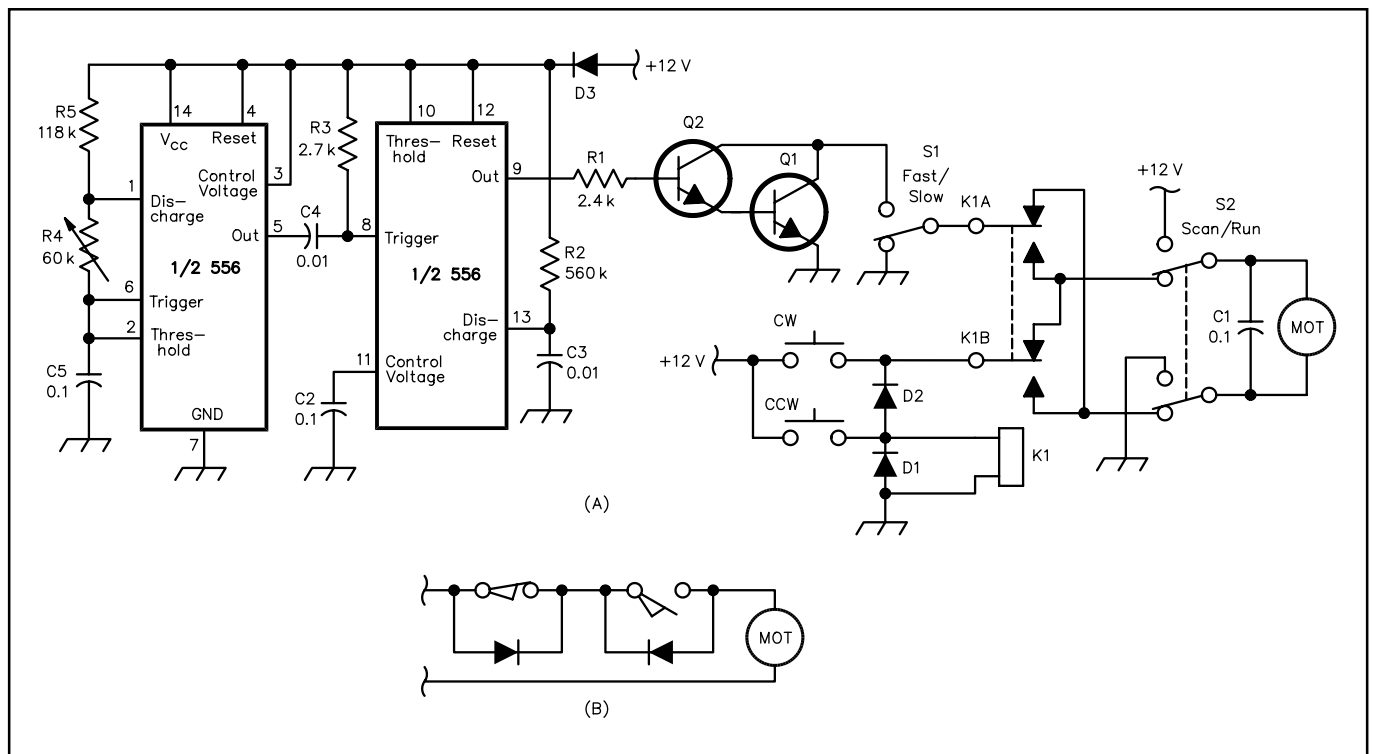 +12 V
D3
R5
118 k
14
4
VCC
Reset
3
Control
Voltage
1
Dis–
charge
R4
60 k
5
Out
1/2 556
6
Trigger
2
Thres–
hold
C5
0.1
GND
7
R3
2.7 k
C4
0.01
10
12
Thres–
hold
Reset
9
Out
8
Trigger
1/2 556
13
Dis–
charge
11
Control
Voltage
C2
0.1
R2
560 k
C3
0.01
R1
2.4 k
Q2
Q1
S1
Fast/
Slow
K1A
+12 V
S2
Scan/Run
C1
0.1
MOT
+12 V
CW
K1B
CCW
D2
D1
K1
(A)
MOT
(B)